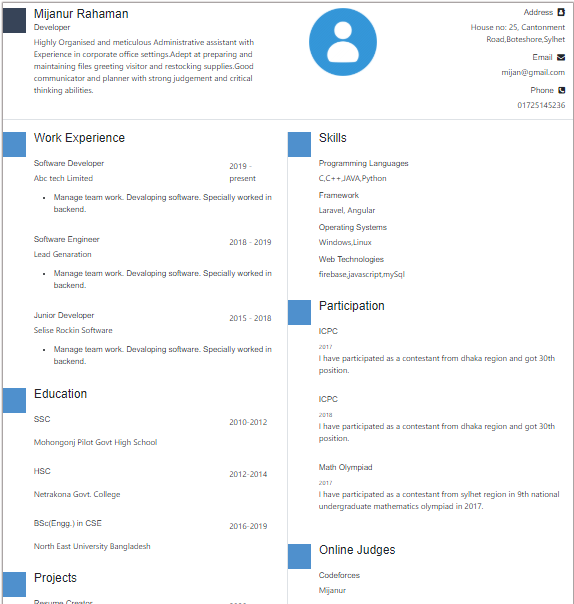 Mijanur Rahaman
Developer
Highly Organised and meticulous Administrative assistant with
Experience in corporate office settings.Adept at preparing and
maintaining files greeting visitor and restocking supplies.Good
communicator and planner with strong judgement and critical
thinking abilities.
Address
House no: 25, Cantonment
Road,Boteshore,Sylhet
Email
mijan@gmail.com
Phone
01725145236
Work Experience
Software Developer
2019 -
present
Abc tech Limited
• Manage team work. Devaloping software. Specially worked in
backend.
Software Engineer
2018 - 2019
Lead Genaration
• Manage team work. Devaloping software. Specially worked in
backend.
Junior Developer
2015 - 2018
Selise Rockin Software
• Manage team work. Devaloping software. Specially worked in
backend.
Education
SSC
2010-2012
Mohongonj Pilot Govt High School
HSC
2012-2014
Netrakona Govt. College
BSc(Engg.) in CSE
2016-2019
North East University Bangladesh
Projects
Resume Creator
Skills
Programming Languages
C,C++,JAVA,Python
Framework
Laravel, Angular
Operating Systems
Windows,Linux
Web Technologies
firebase,javascript,mySql
Participation
ICPC
2017
I have participated as a contestant from dhaka region and got 30th
position.
ICPC
2018
I have participated as a contestant from dhaka region and got 30th
position.
Math Olympiad
2017
I have participated as a contestant from sylhet region in 9th national
undergraduate mathematics olympiad in 2017.
Online Judges
Codeforces
Mijanur